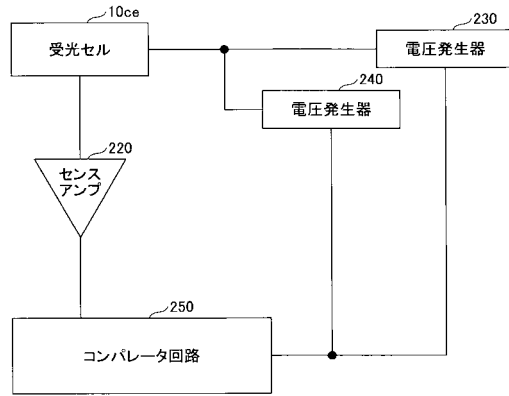 10ce
230
受光セル
電圧発生器
240
電圧発生器
220
センス
アンプ
250
コンパレータ回路